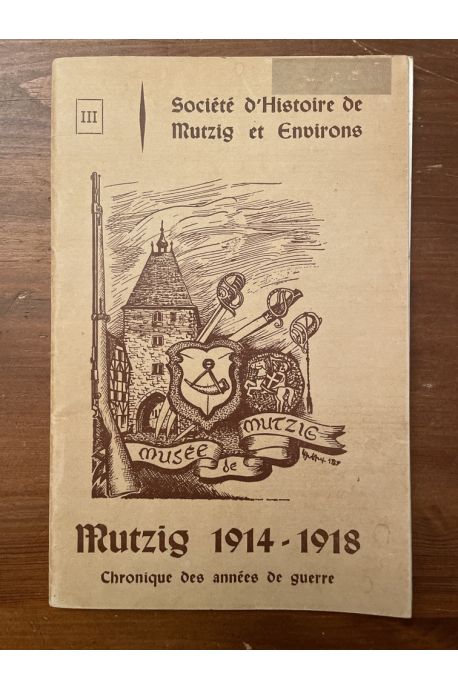 III
Société d'Histoire de
Mutzig et Environs
MUSÉE de MUTZIG
Mutzig 1914-1918
Chronique des années de guerre